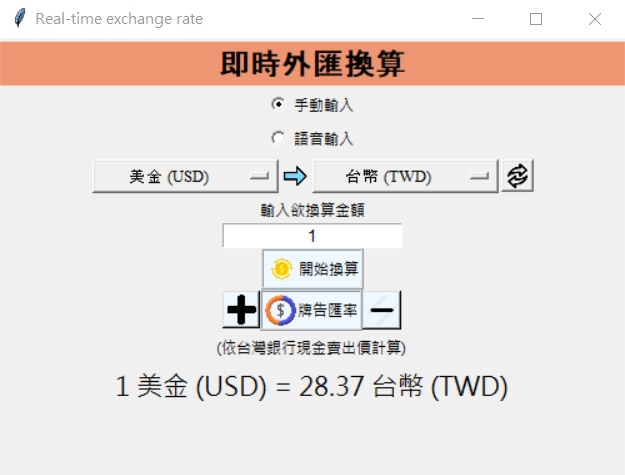 Real-time exchange rate
即時外匯換算
手動輸入
語音輸入
美金 (USD) 台幣 (TWD)
輸入欲換算金額
1
開始換算
牌告匯率
(依台灣銀行現金賣出價計算)
1 美金 (USD) = 28.37 台幣 (TWD)